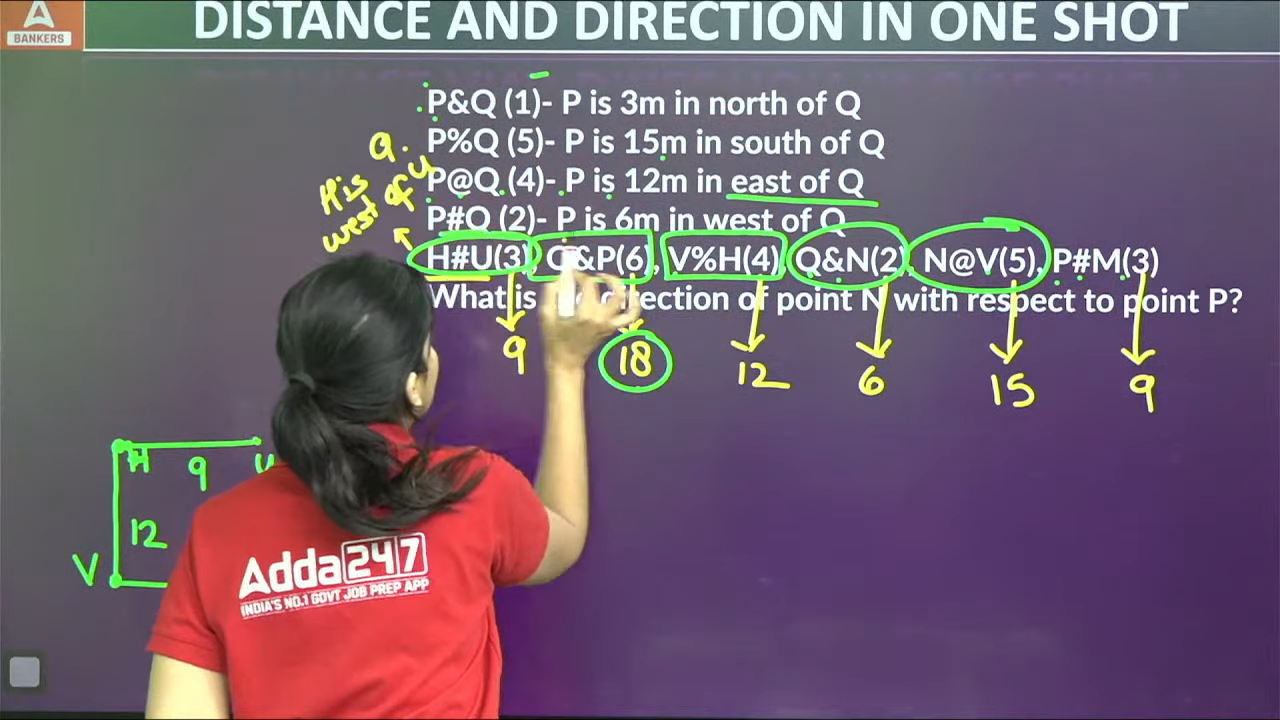 A
BANKERS
DISTANCE AND DIRECTION IN ONE SHOT
P&Q (1)- P is 3m in north of Q
P%Q (5)- P is 15m in south of Q
P@Q (4)- P is 12m in east of Q
P#Q (2)- P is 6m in west of Q
H#U(3), &P(6), V%H(4), Q&N(2), N@V(5), P#M(3)
What is direction of point N with respect to point P?
H is
west of U
9 18 12 6 15 9
H 9 U
12
V
Adda247
INDIA'S NO.1 GOVT JOB PREP APP